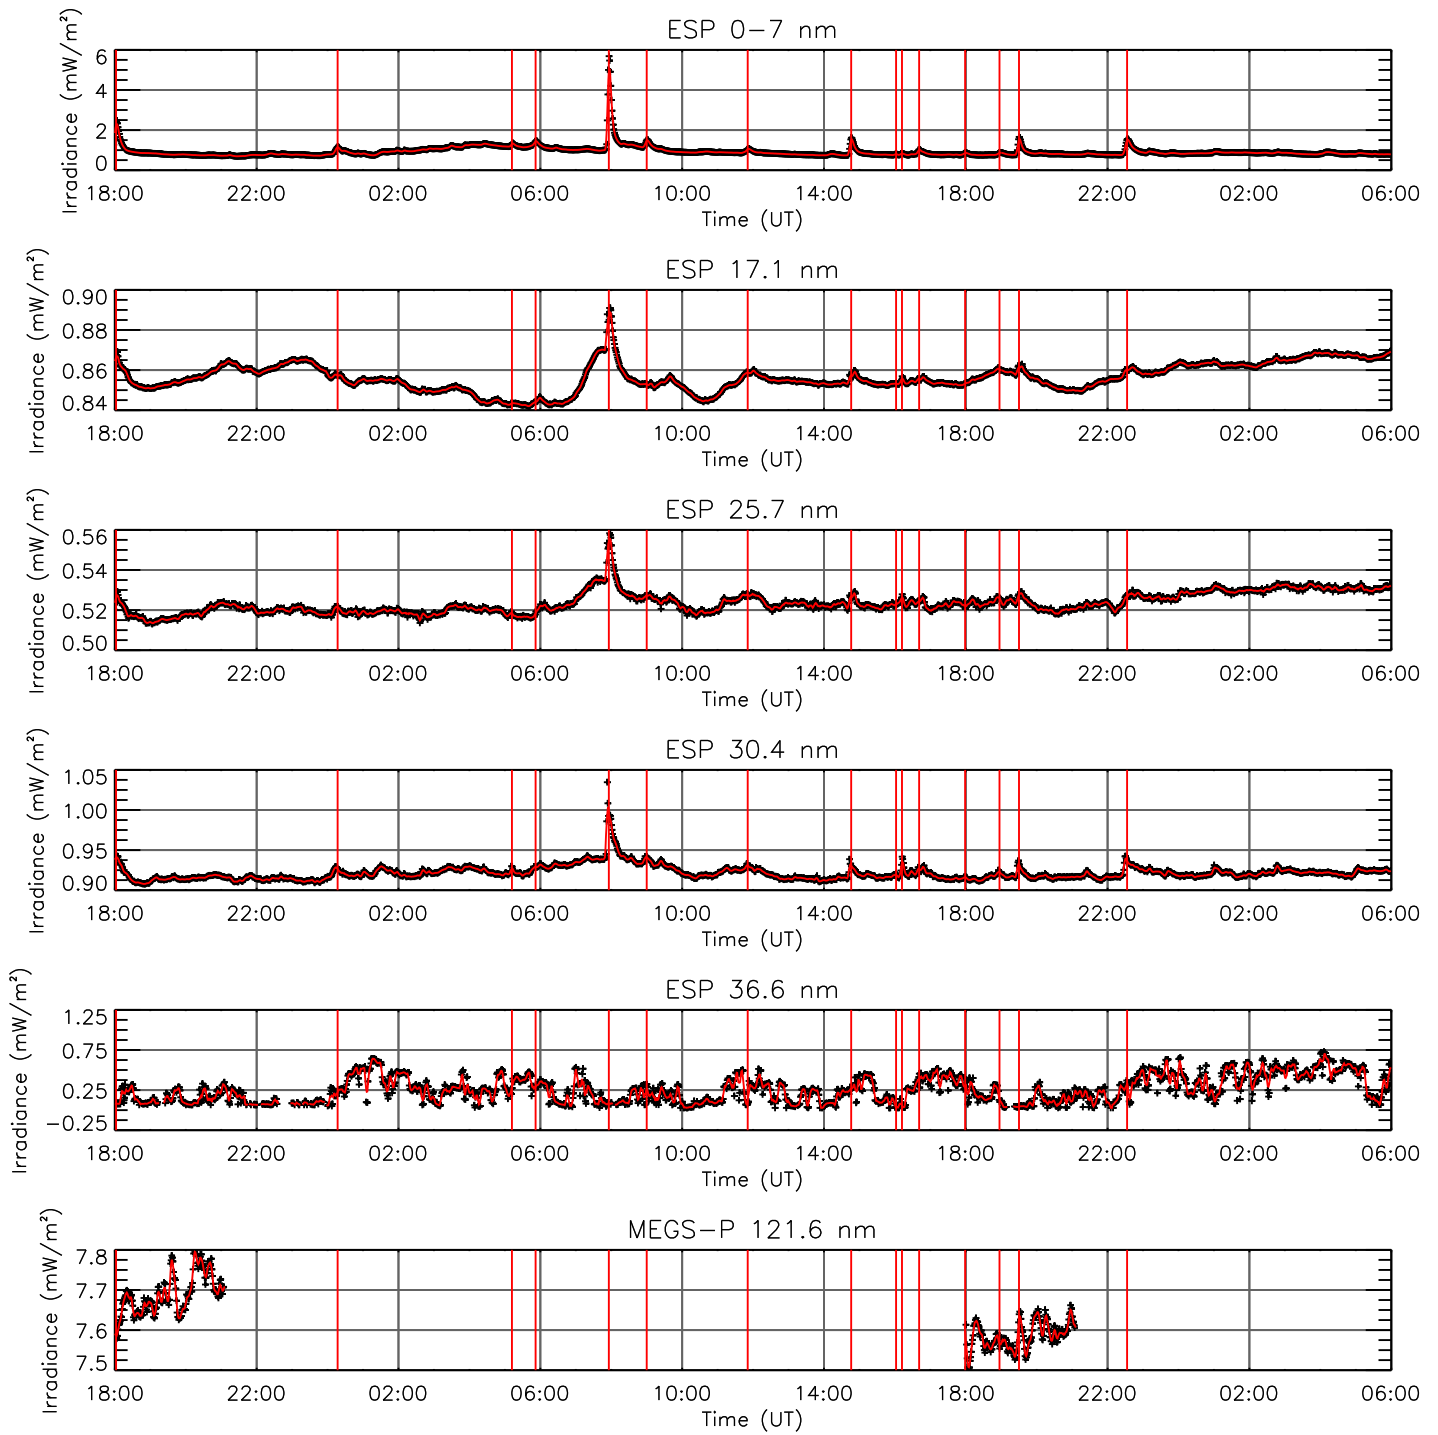 ESP 0-7 nm
Irradiance (mW/m²)
6
4
2
0
18:00 22:00 02:00 06:00 10:00 14:00 18:00 22:00 02:00 06:00
Time (UT)
ESP 17.1 nm
Irradiance (mW/m²)
0.90
0.88
0.86
0.84
18:00 22:00 02:00 06:00 10:00 14:00 18:00 22:00 02:00 06:00
Time (UT)
ESP 25.7 nm
Irradiance (mW/m²)
0.56
0.54
0.52
0.50
18:00 22:00 02:00 06:00 10:00 14:00 18:00 22:00 02:00 06:00
Time (UT)
ESP 30.4 nm
Irradiance (mW/m²)
1.05
1.00
0.95
0.90
18:00 22:00 02:00 06:00 10:00 14:00 18:00 22:00 02:00 06:00
Time (UT)
ESP 36.6 nm
Irradiance (mW/m²)
1.25
0.75
0.25
-0.25
18:00 22:00 02:00 06:00 10:00 14:00 18:00 22:00 02:00 06:00
Time (UT)
MEGS-P 121.6 nm
Irradiance (mW/m²)
7.8
7.7
7.6
7.5
18:00 22:00 02:00 06:00 10:00 14:00 18:00 22:00 02:00 06:00
Time (UT)